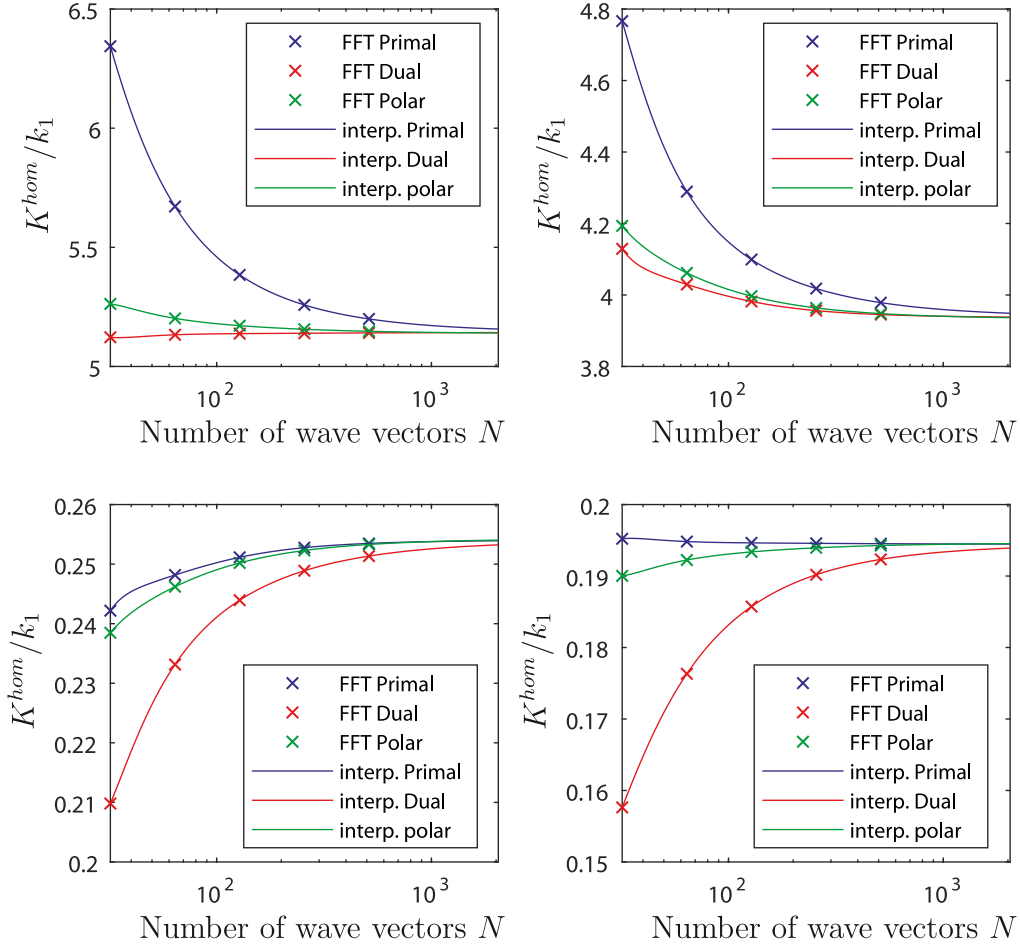 6.5
6
5.5
5
K^{hom}/k_1
FFT Primal
FFT Dual
FFT Polar
interp. Primal
interp. Dual
interp. polar
10^2
10^3
Number of wave vectors N
4.8
4.6
4.4
4.2
4
3.8
K^{hom}/k_1
FFT Primal
FFT Dual
FFT Polar
interp. Primal
interp. Dual
interp. polar
10^2
10^3
Number of wave vectors N
0.26
0.25
0.24
0.23
0.22
0.21
0.2
K^{hom}/k_1
FFT Primal
FFT Dual
FFT Polar
interp. Primal
interp. Dual
interp. polar
10^2
10^3
Number of wave vectors N
0.2
0.19
0.18
0.17
0.16
0.15
K^{hom}/k_1
FFT Primal
FFT Dual
FFT Polar
interp. Primal
interp. Dual
interp. polar
10^2
10^3
Number of wave vectors N